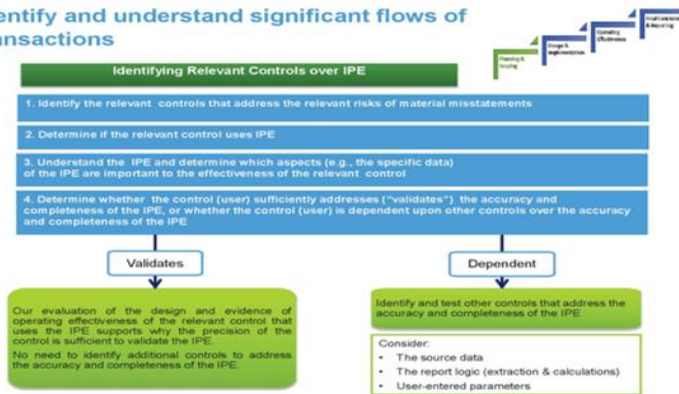 entify and understand significant flows of
ansactions
Planning &
Scoping
Design &
Implementation
Operating
Effectiveness
& Reporting
Identifying Relevant Controls over IPE
1. Identify the relevant controls that address the relevant risks of material misstatements
2. Determine if the relevant control uses IPE
3. Understand the IPE and determine which aspects (e.g., the specific data)
of the IPE are important to the effectiveness of the relevant control
4. Determine whether the control (user) sufficiently addresses (“validates”) the accuracy and
completeness of the IPE, or whether the control (user) is dependent upon other controls over the accuracy
and completeness of the IPE
Validates
Dependent
Our evaluation of the design and evidence of
operating effectiveness of the relevant control that
uses the IPE supports why the precision of the
control is sufficient to validate the IPE.
No need to identify additional controls to address
the accuracy and completeness of the IPE.
Identify and test other controls that address the
accuracy and completeness of the IPE
Consider:
• The source data
• The report logic (extraction & calculations)
• User-entered parameters